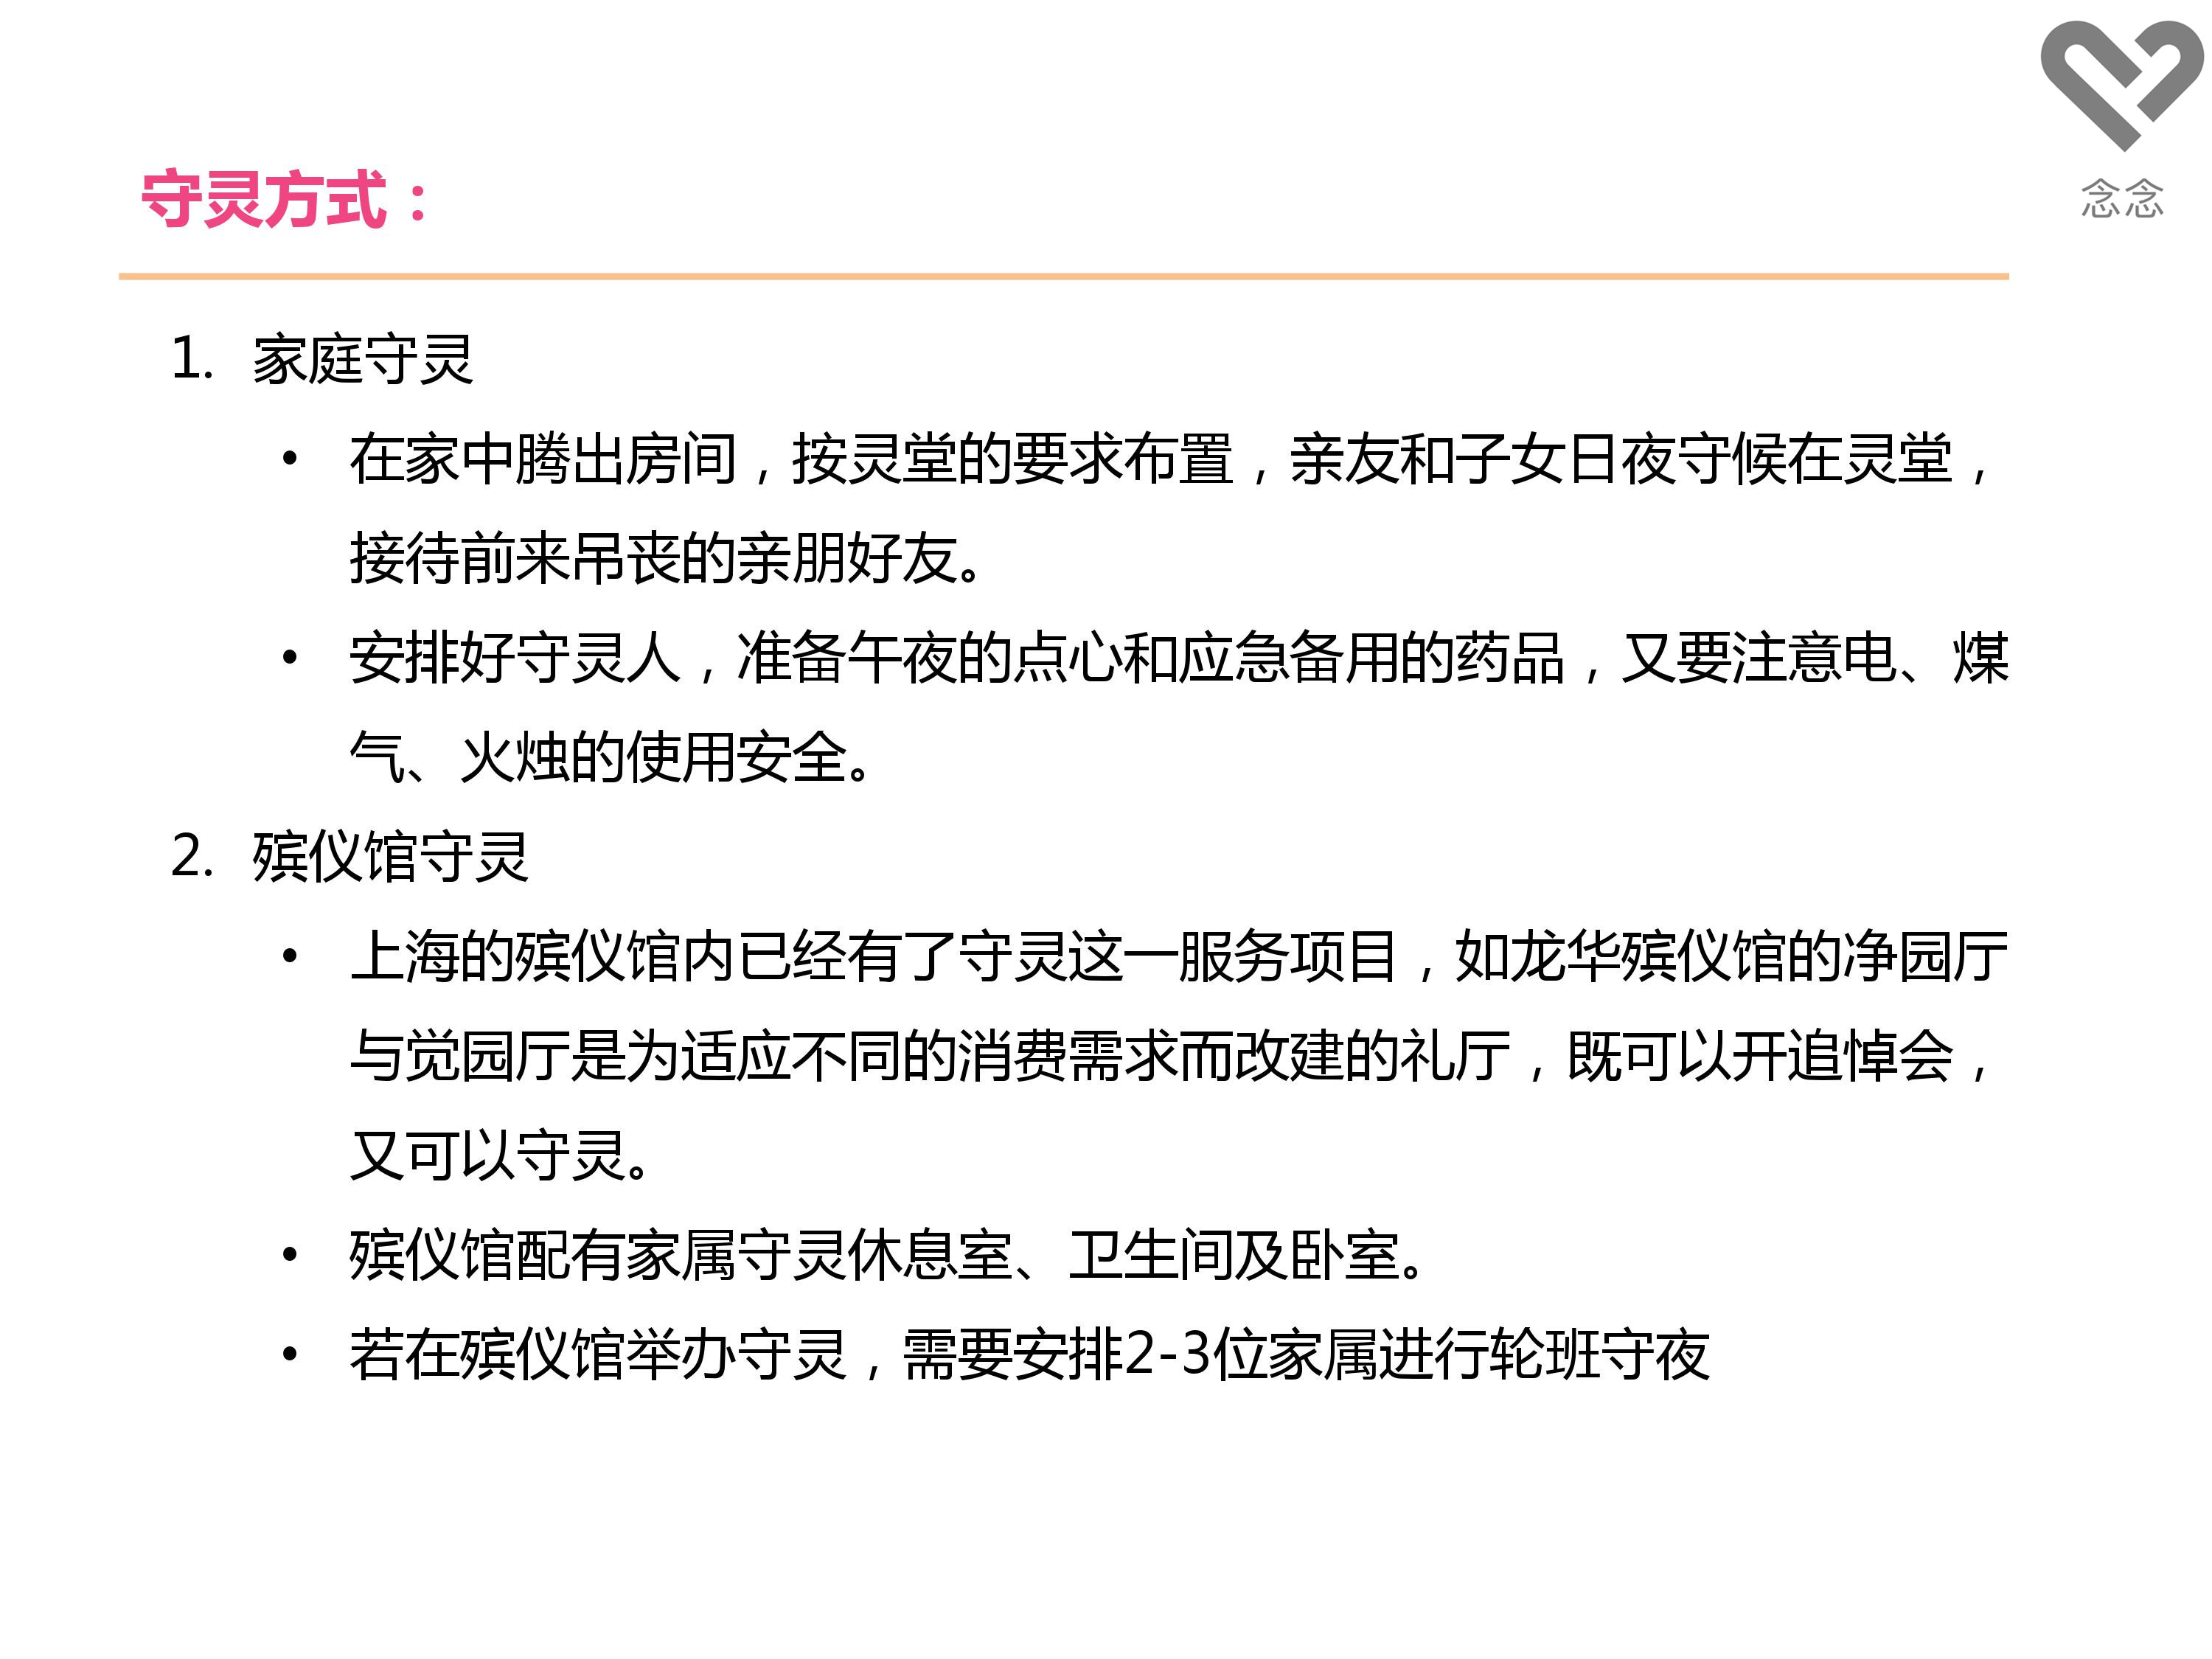 念念
守灵方式：
1. 家庭守灵
• 在家中腾出房间，按灵堂的要求布置，亲友和子女日夜守候在灵堂，
接待前来吊丧的亲朋好友。
• 安排好守灵人，准备午夜的点心和应急备用的药品，又要注意电、煤
气、火烛的使用安全。
2. 殡仪馆守灵
• 上海的殡仪馆内已经有了守灵这一服务项目，如龙华殡仪馆的净园厅
与觉园厅是为适应不同的消费需求而改建的礼厅，既可以开追悼会，
又可以守灵。
• 殡仪馆配有家属守灵休息室、卫生间及卧室。
• 若在殡仪馆举办守灵，需要安排2-3位家属进行轮班守夜